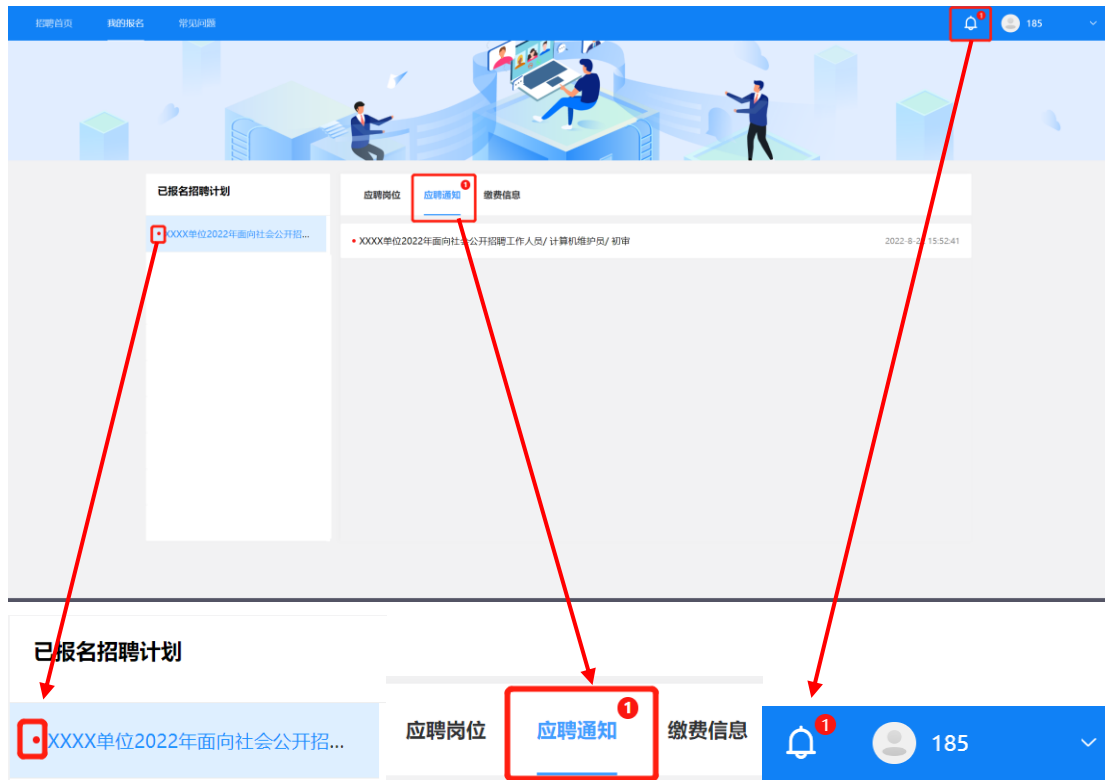 招聘首页 我的报名 常见问题 1 185
已报名招聘计划
应聘岗位 应聘通知 1 缴费信息
XXXX单位2022年面向社会公开招...
• XXXX单位2022年面向社会公开招聘工作人员/ 计算机维护员/ 初审 15:52:41
已报名招聘计划
• XXXX单位2022年面向社会公开招...
应聘岗位 应聘通知 1 缴费信息
1 185